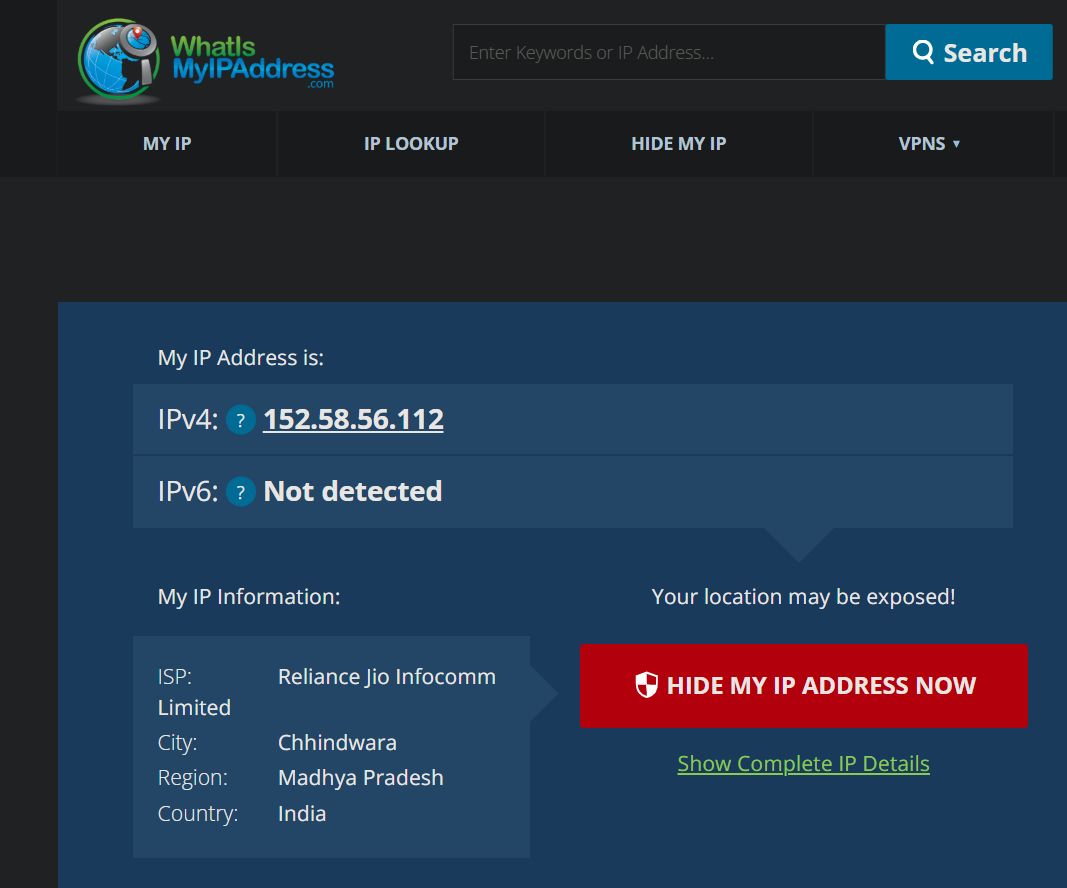 WhatIs
MyIPAddress
.com
Enter Keywords or IP Address...
Search
MY IP
IP LOOKUP
HIDE MY IP
VPNS ▾
My IP Address is:
IPv4: ? 152.58.56.112
IPv6: ? Not detected
My IP Information:
ISP: Reliance Jio Infocomm
Limited
City: Chhindwara
Region: Madhya Pradesh
Country: India
Your location may be exposed!
HIDE MY IP ADDRESS NOW
Show Complete IP Details